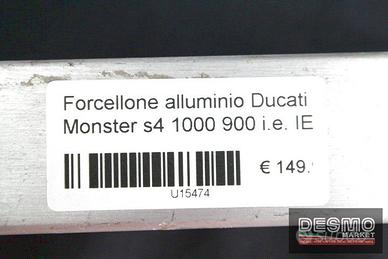 Forcellone alluminio Ducati
Monster s4 1000 900 i.e. IE
€ 149.
U15474
DESMO
MARKET